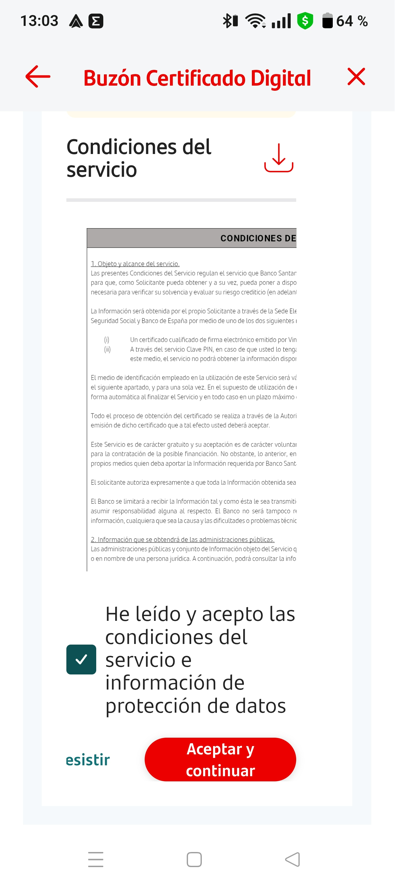 13:03
64 %
Buzón Certificado Digital
Condiciones del
servicio
CONDICIONES DE
1. Objeto y alcance del servicio.
Las presentes Condiciones del Servicio regulan el servicio que Banco Santar
para que, como Solicitante pueda obtener y a su vez, pueda poner a dispo
necesaria para verificar su solvencia y evaluar su riesgo crediticio (en adelan
La Información será obtenida por el propio Solicitante a través de la Sede Ele
Seguridad Social y Banco de España por medio de uno de los dos siguientes
(i) Un certificado cualificado de firma electrónico emitido por Vin
(ii) A través del servicio Clave PIN, en caso de que usted lo teng
este medio, el servicio no podrá obtener la información dispo
El medio de identificación empleado en la utilización de este Servicio será vá
el siguiente apartado, y para una sola vez. En el supuesto de utilización de
forma automática al finalizar el Servicio y en todo caso en un plazo máximo
Todo el proceso de obtención del certificado se realiza a través de la Autori
emisión de dicho certificado que a tal efecto usted deberá aceptar.
Este Servicio es de carácter gratuito y su aceptación es de carácter voluntar
para la contratación de la posible financiación. No obstante, lo anterior, en
propios medios quien deba aportar la Información requerida por Banco Sant
El solicitante autoriza expresamente a que toda la Información obtenida sea
El Banco se limitará a recibir la Información tal y como ésta le sea transmiti
asumir responsabilidad alguna al respecto. El Banco no será tampoco r
información, cualquiera que sea la causa y las dificultades o problemas técnic
2. Información que se obtendrá de las administraciones públicas.
Las administraciones públicas y conjunto de Información objeto del Servicio q
o en nombre de una persona jurídica. A continuación, podrá consultar la info
He leído y acepto las
condiciones del
servicio e
información de
protección de datos
esistir
Aceptar y
continuar